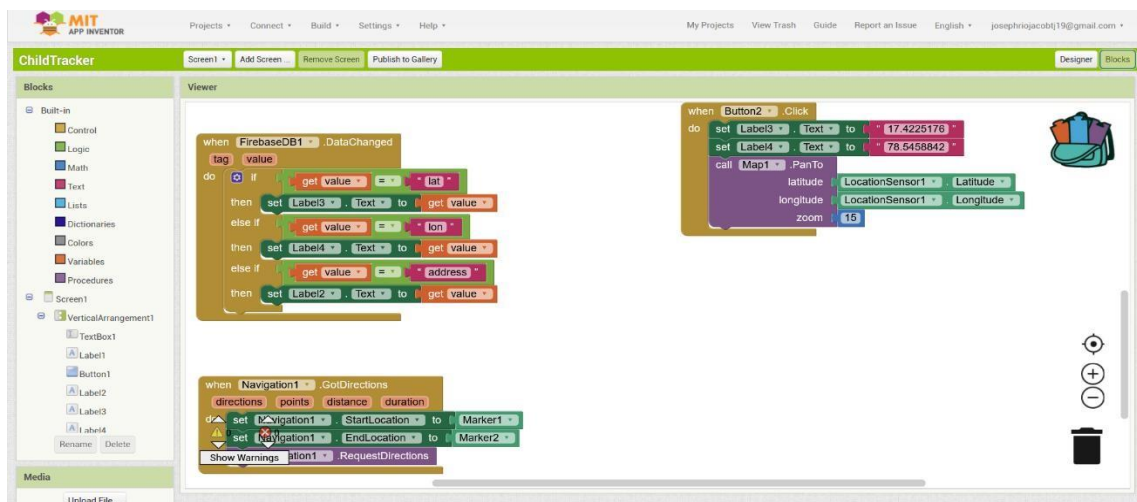 MIT
APP INVENTOR
Projects Connect Build Settings Help
My Projects View Trash Guide Report an Issue English josephriojacobtj19@gmail.com
ChildTracker
Screen1 Add Screen ... Remove Screen Publish to Gallery
Designer Blocks
Blocks
Built-in
Control
Logic
Math
Text
Lists
Dictionaries
Colors
Variables
Procedures
Screen1
VerticalArrangement1
TextBox1
Label1
Button1
Label2
Label3
Label4
Rename Delete
Media
Upload File
Viewer
when FirebaseDB1 .DataChanged
tag value
do if get value = " lat "
then set Label3 . Text to get value
else if get value = " lon "
then set Label4 . Text to get value
else if get value = " address "
then set Label2 . Text to get value
when Button2 .Click
do set Label3 . Text to " 17.4225176 "
set Label4 . Text to " 78.5458842 "
call Map1 .PanTo
latitude LocationSensor1 . Latitude
longitude LocationSensor1 . Longitude
zoom 15
when Navigation1 .GotDirections
directions points distance duration
set Navigation1 . StartLocation to Marker1
set Navigation1 . EndLocation to Marker2
Show Warnings ation1 .RequestDirections